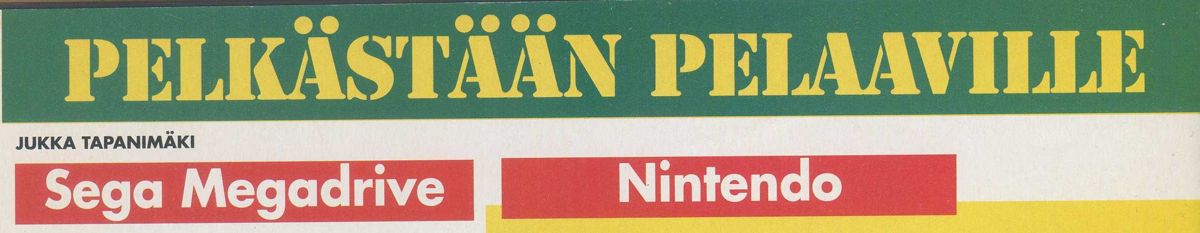 PELKÄSTÄÄN PELAAVILLE
JUKKA TAPANIMÄKI
Sega Megadrive
Nintendo